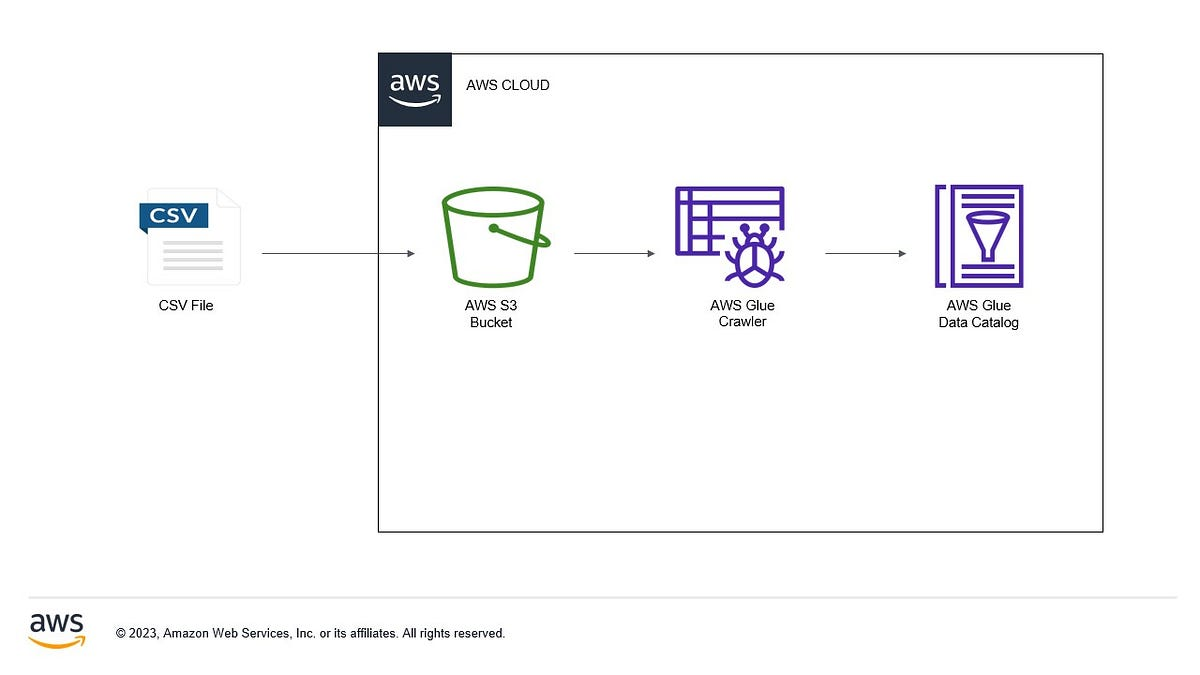 aws
AWS CLOUD
CSV
CSV File
AWS S3
Bucket
AWS Glue
Crawler
AWS Glue
Data Catalog
aws
© 2023, Amazon Web Services, Inc. or its affiliates. All rights reserved.